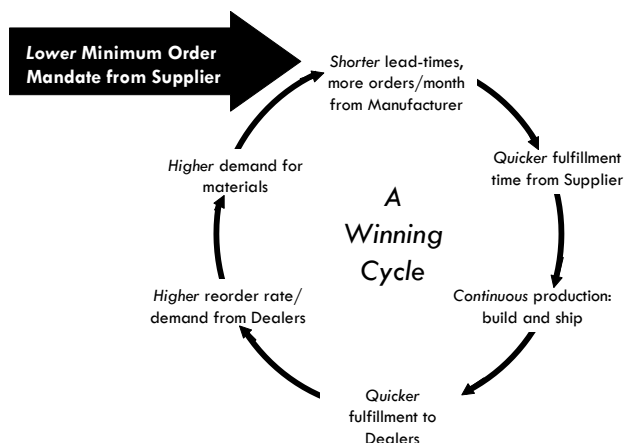 Lower Minimum Order
Mandate from Supplier
Shorter lead-times,
more orders/month
from Manufacturer
Quicker fulfillment
time from Supplier
Continuous production:
build and ship
Quicker
fulfillment to
Dealers
Higher reorder rate/
demand from Dealers
Higher demand for
materials
A
Winning
Cycle